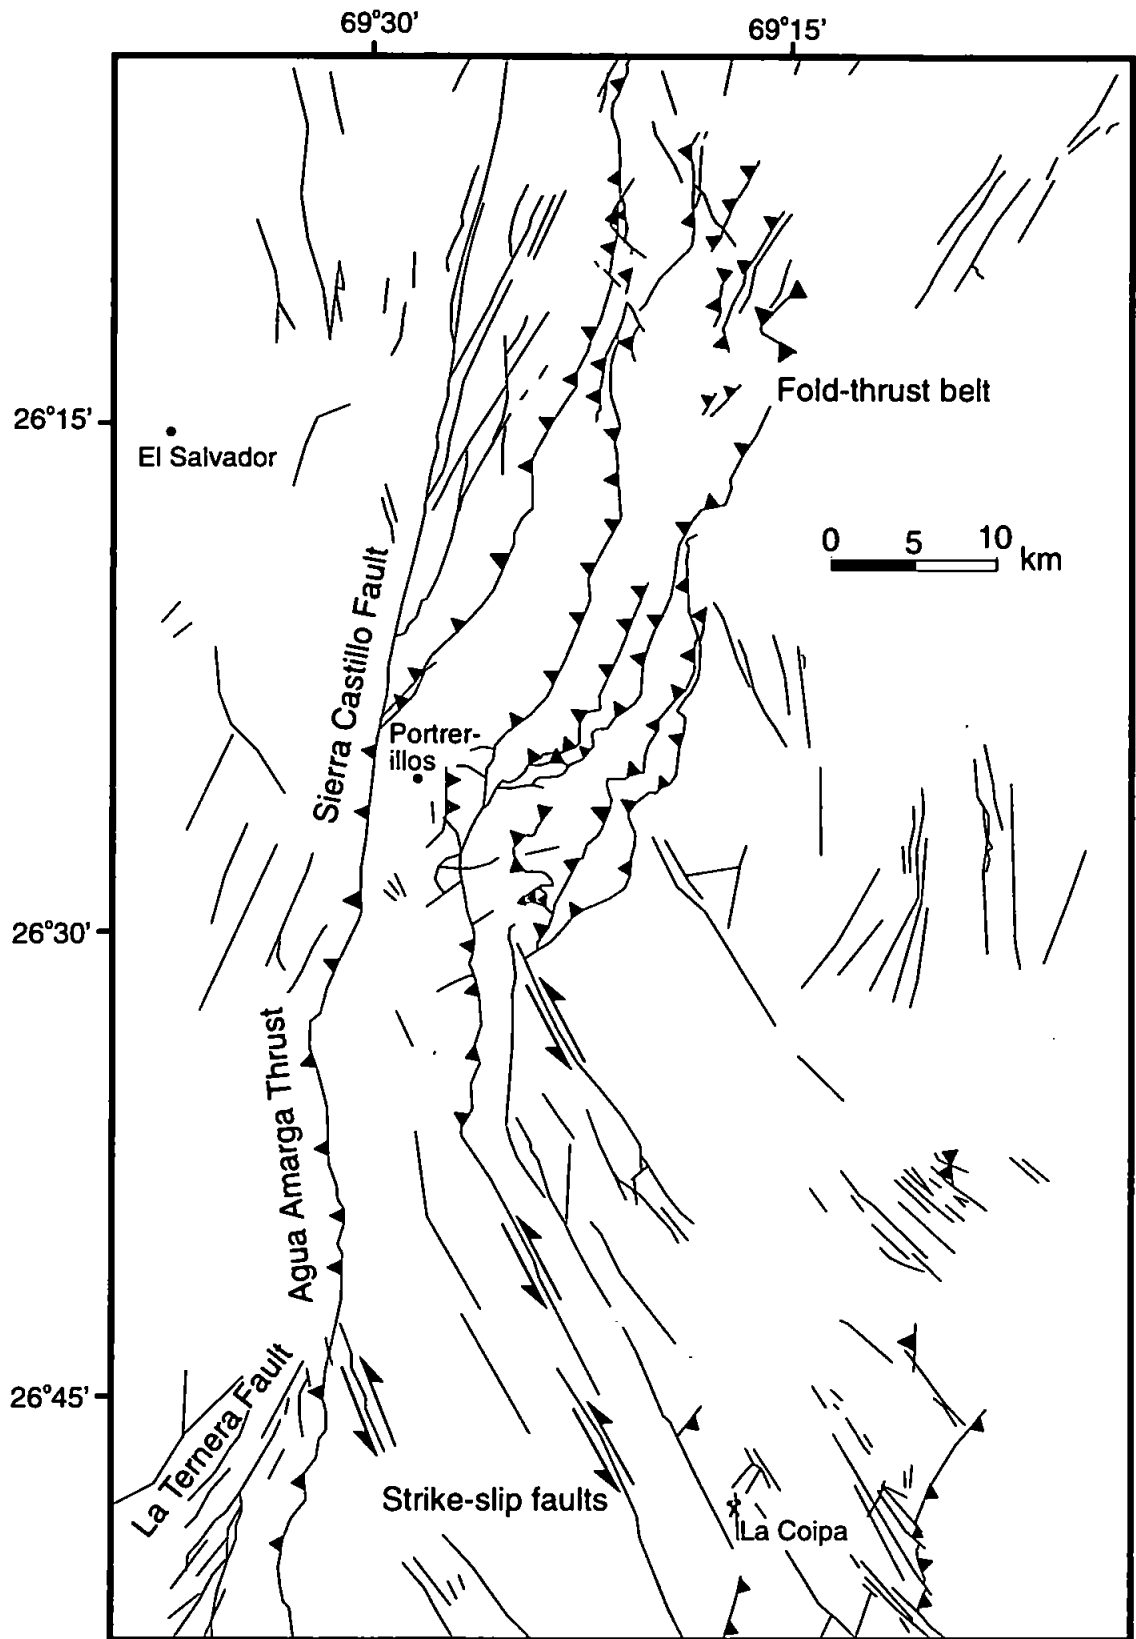 69°30'
69°15'
26°15'
El Salvador
Fold-thrust belt
0 5 10 km
Sierra Castillo Fault
Portrer-
illos
26°30'
Agua Amarga Thrust
26°45'
La Ternera Fault
Strike-slip faults
La Coipa